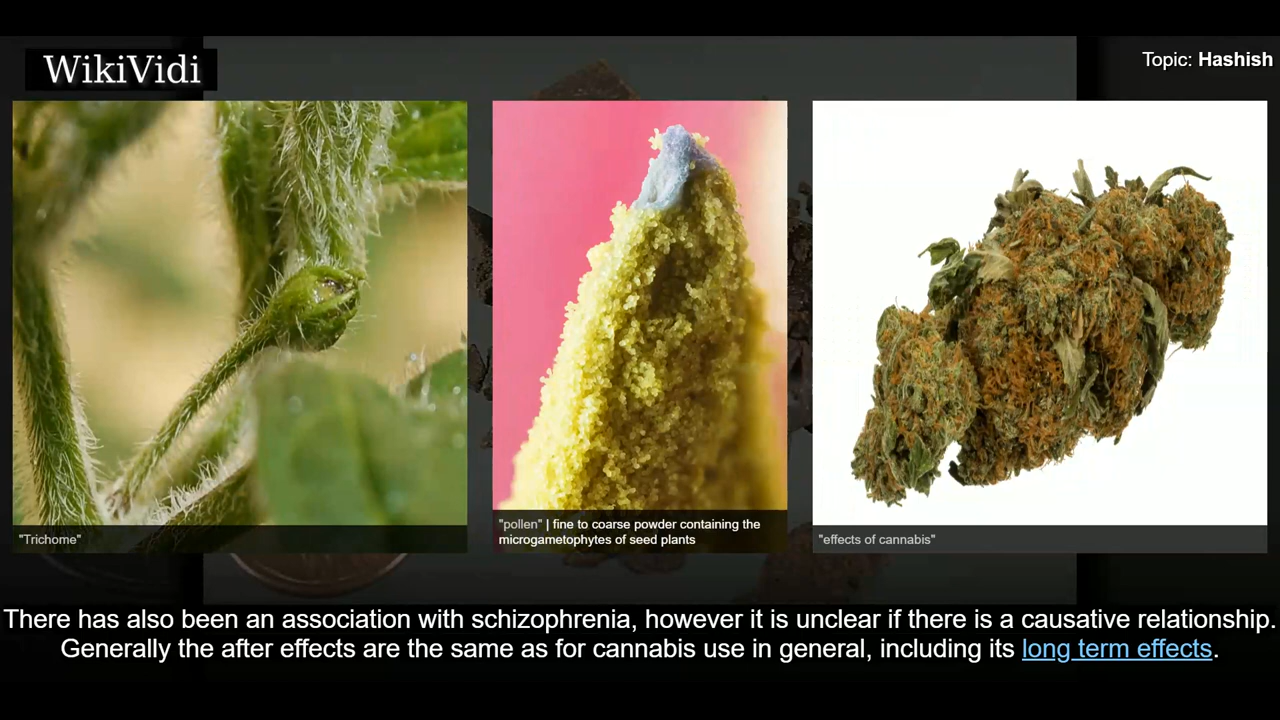 WikiVidi
Topic: Hashish
"Trichome"
"pollen" | fine to coarse powder containing the
microgametophytes of seed plants
"effects of cannabis"
There has also been an association with schizophrenia, however it is unclear if there is a causative relationship.
Generally the after effects are the same as for cannabis use in general, including its long term effects.